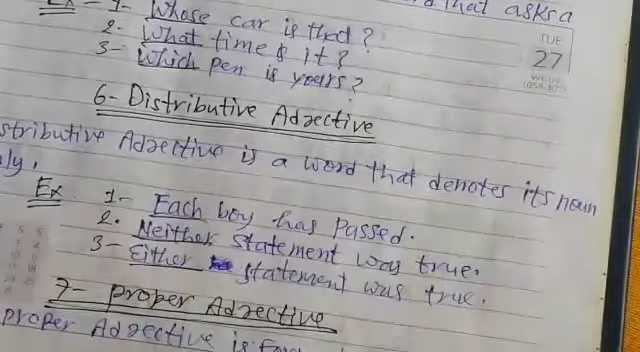 that asks a
Ex - 1- Whose car is that?
2. What time is it?
3- Which pen is yours?
TUE
27
6- Distributive Adjective
stributive Adjective is a word that denotes its noun
ly,
Ex 1- Each boy has passed.
2. Neither statement was true.
3- Either statement was true.
7- proper Adjective
proper Adjective is